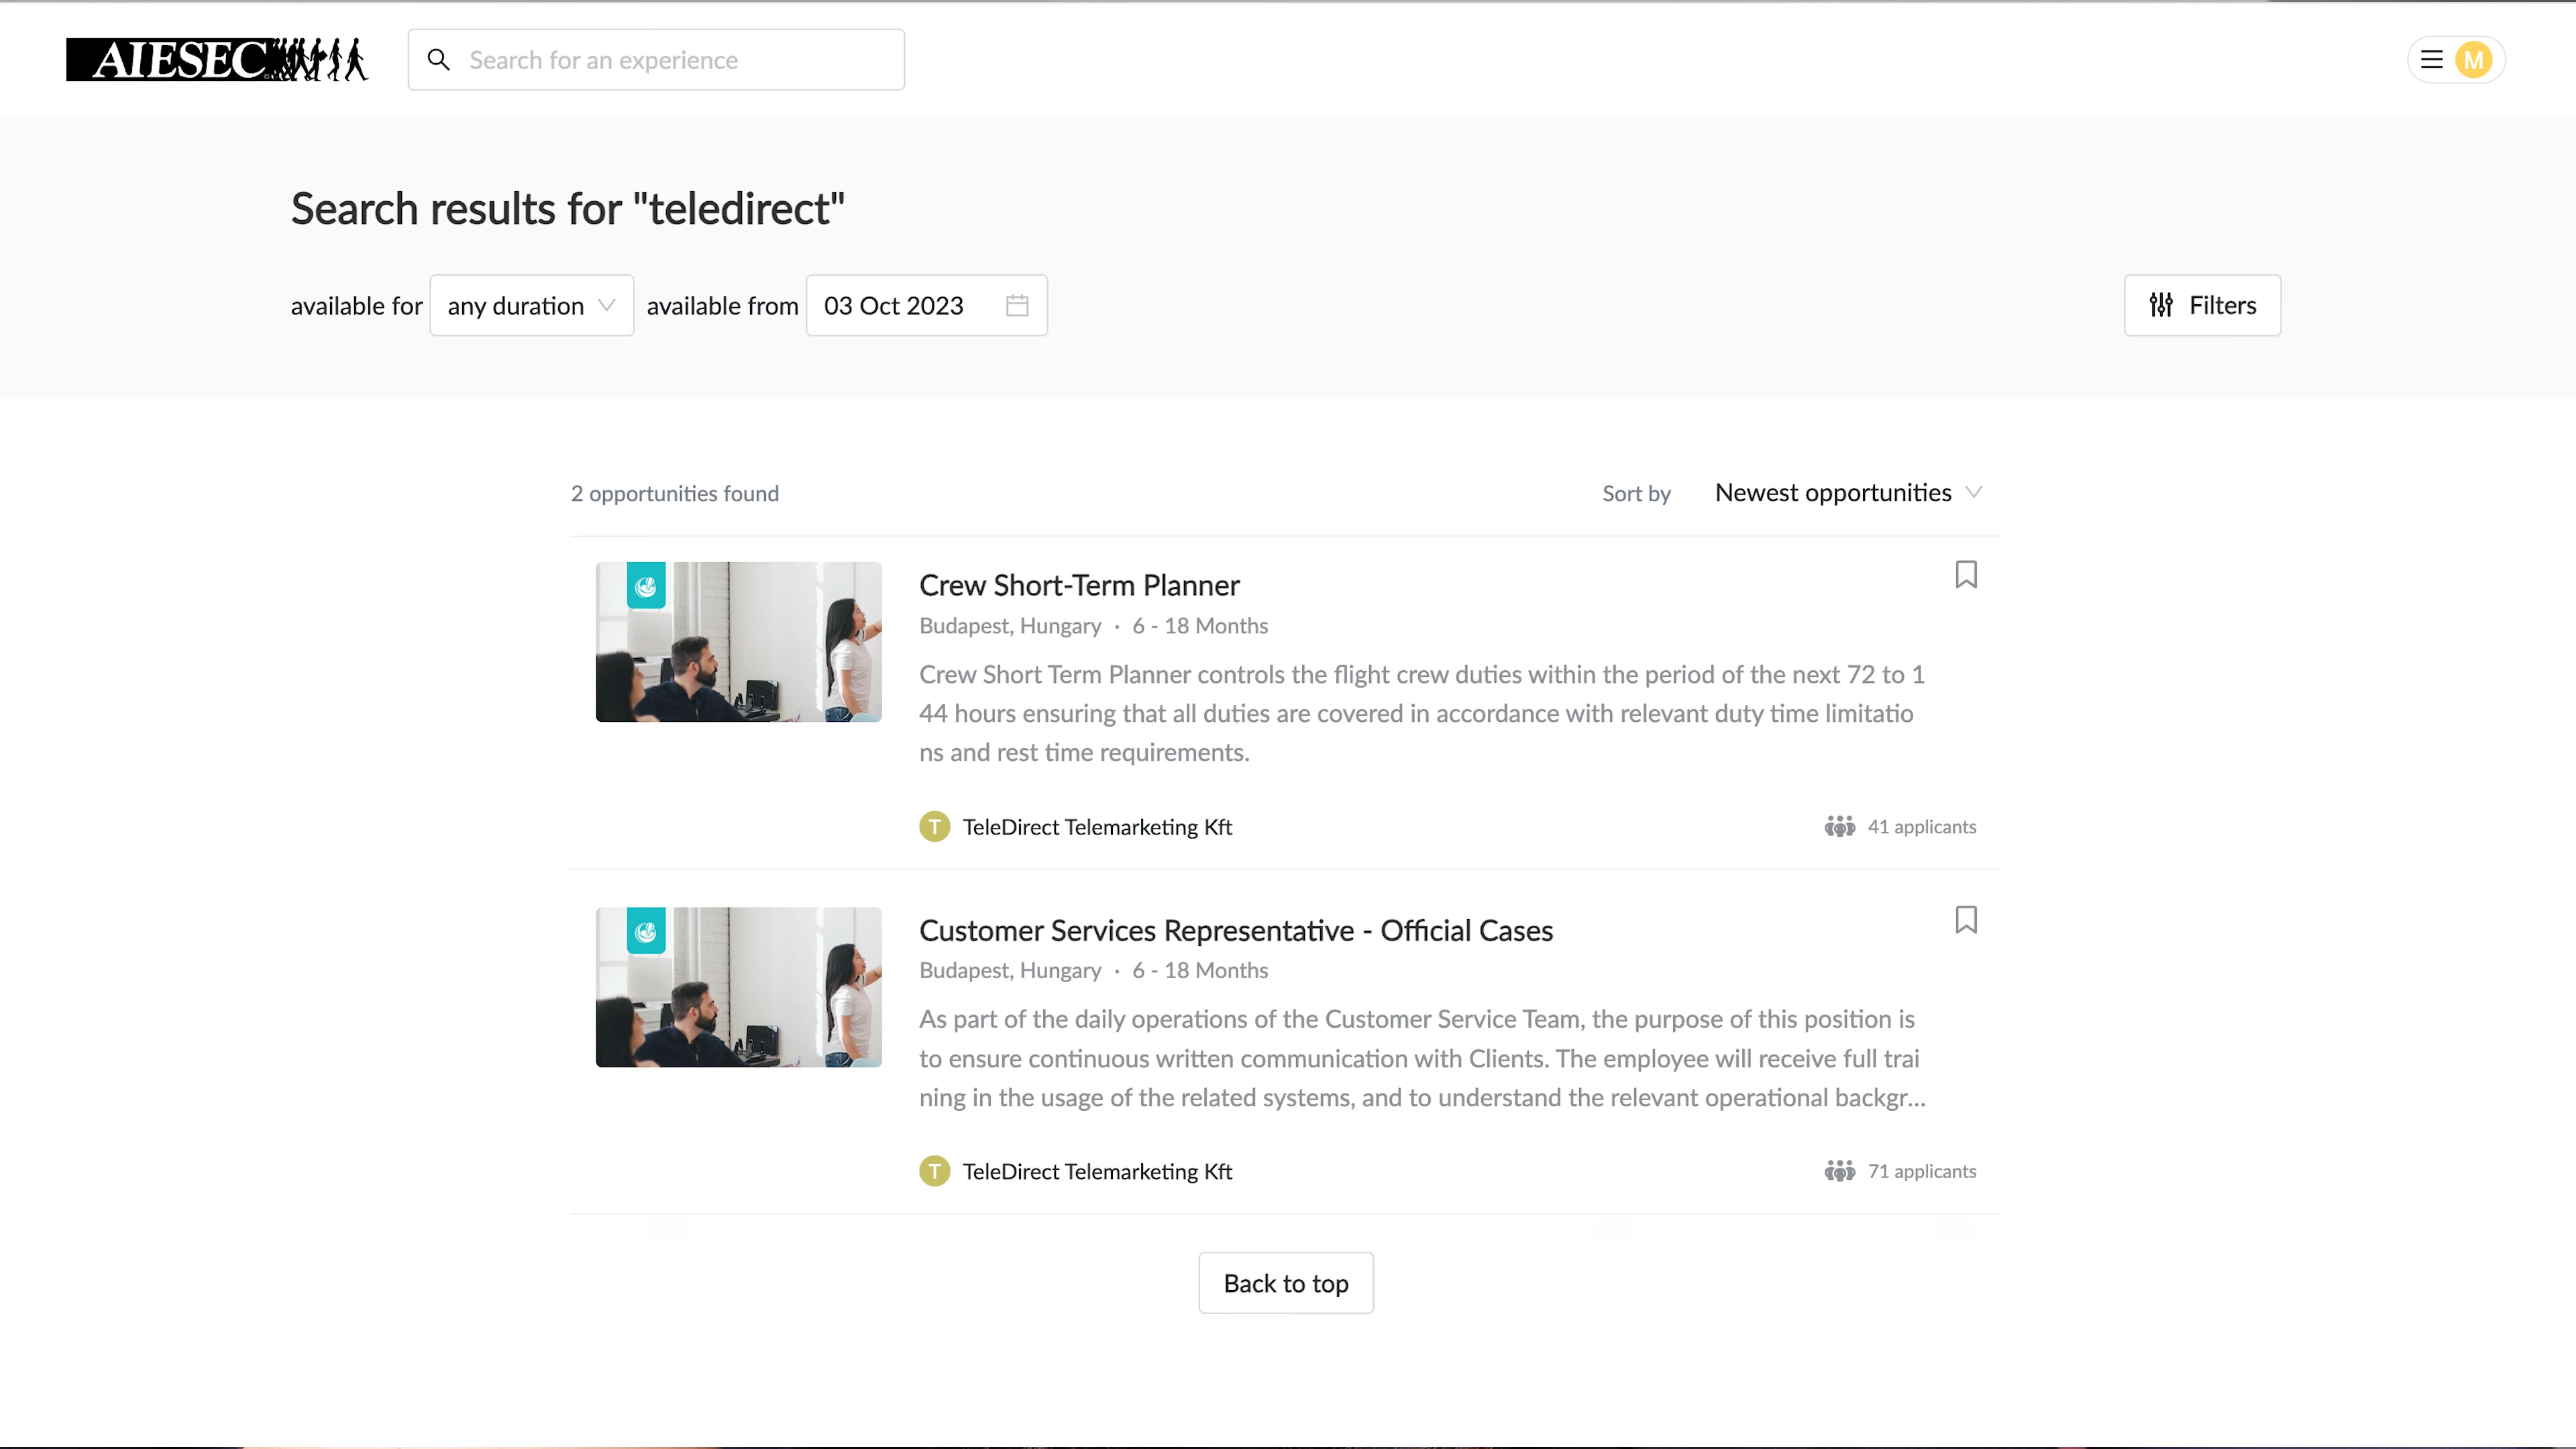 AIESEC
Search for an experience
M
Search results for "teledirect"
available for any duration available from 03 Oct 2023
Filters
2 opportunities found
Sort by Newest opportunities
Crew Short-Term Planner
Budapest, Hungary · 6 - 18 Months
Crew Short Term Planner controls the flight crew duties within the period of the next 72 to 1
44 hours ensuring that all duties are covered in accordance with relevant duty time limitatio
ns and rest time requirements.
T TeleDirect Telemarketing Kft
41 applicants
Customer Services Representative - Official Cases
Budapest, Hungary · 6 - 18 Months
As part of the daily operations of the Customer Service Team, the purpose of this position is
to ensure continuous written communication with Clients. The employee will receive full trai
ning in the usage of the related systems, and to understand the relevant operational backgr...
T TeleDirect Telemarketing Kft
71 applicants
Back to top